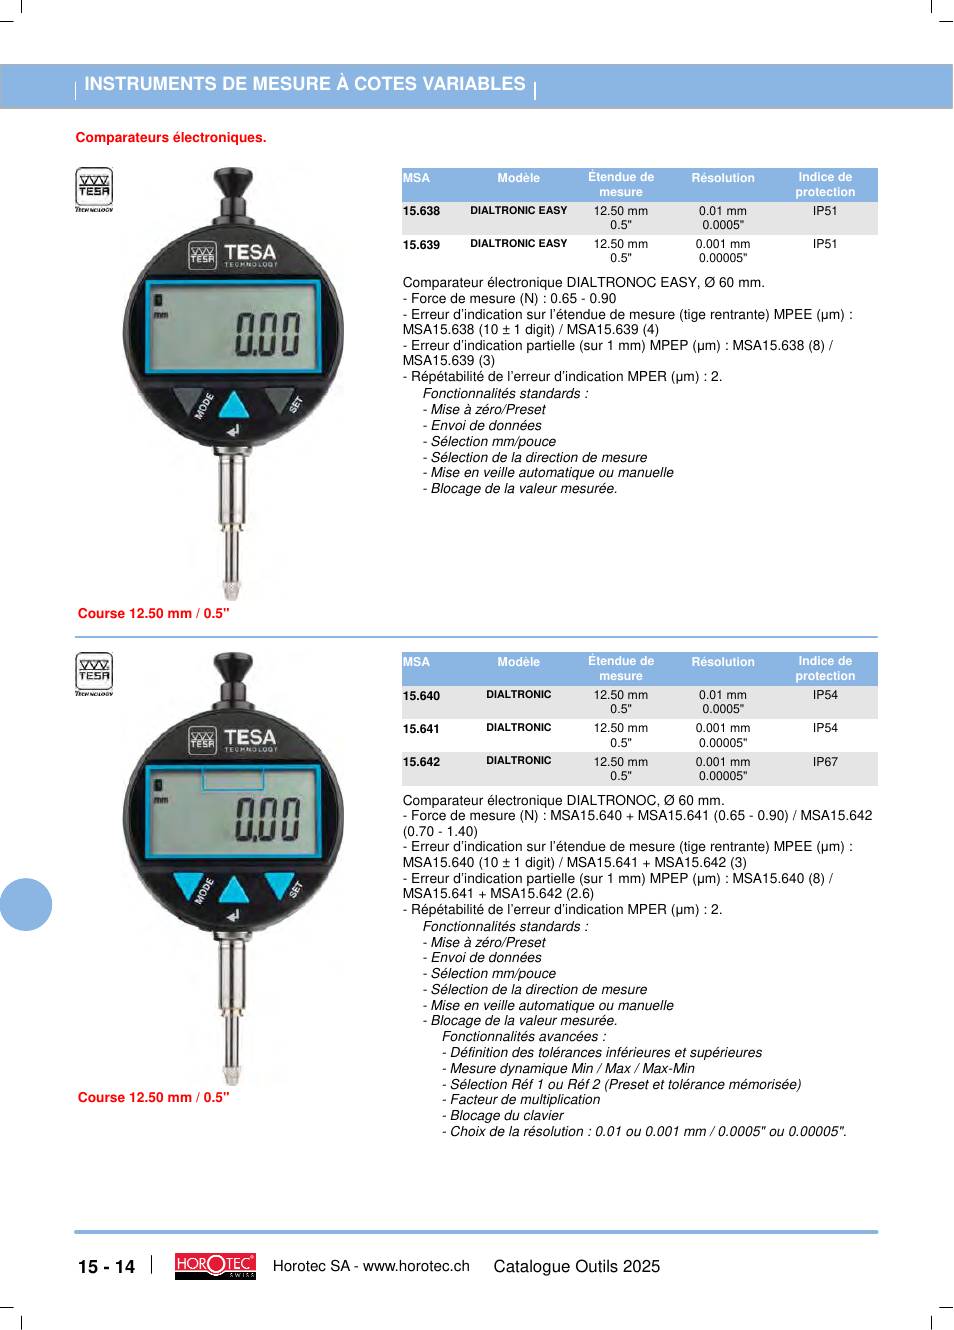 INSTRUMENTS DE MESURE À COTES VARIABLES
Comparateurs électroniques.
TESA
TECHNOLOGY
TESA
TESA
TECHNOLOGY
mm
0.00
MODE
SET
Course 12.50 mm / 0.5"
MSA Modèle Étendue de mesure Résolution Indice de protection
15.638 DIALTRONIC EASY 12.50 mm 0.01 mm IP51
0.5" 0.0005"
15.639 DIALTRONIC EASY 12.50 mm 0.001 mm IP51
0.5" 0.00005"
Comparateur électronique DIALTRONOC EASY, Ø 60 mm.
- Force de mesure (N) : 0.65 - 0.90
- Erreur d’indication sur l’étendue de mesure (tige rentrante) MPEE (µm) :
MSA15.638 (10 ± 1 digit) / MSA15.639 (4)
- Erreur d’indication partielle (sur 1 mm) MPEP (µm) : MSA15.638 (8) /
MSA15.639 (3)
- Répétabilité de l’erreur d’indication MPER (µm) : 2.
Fonctionnalités standards :
- Mise à zéro/Preset
- Envoi de données
- Sélection mm/pouce
- Sélection de la direction de mesure
- Mise en veille automatique ou manuelle
- Blocage de la valeur mesurée.
TESA
TECHNOLOGY
TESA
TESA
TECHNOLOGY
mm
0.00
MODE
SET
Course 12.50 mm / 0.5"
MSA Modèle Étendue de mesure Résolution Indice de protection
15.640 DIALTRONIC 12.50 mm 0.01 mm IP54
0.5" 0.0005"
15.641 DIALTRONIC 12.50 mm 0.001 mm IP54
0.5" 0.00005"
15.642 DIALTRONIC 12.50 mm 0.001 mm IP67
0.5" 0.00005"
Comparateur électronique DIALTRONOC, Ø 60 mm.
- Force de mesure (N) : MSA15.640 + MSA15.641 (0.65 - 0.90) / MSA15.642
(0.70 - 1.40)
- Erreur d’indication sur l’étendue de mesure (tige rentrante) MPEE (µm) :
MSA15.640 (10 ± 1 digit) / MSA15.641 + MSA15.642 (3)
- Erreur d’indication partielle (sur 1 mm) MPEP (µm) : MSA15.640 (8) /
MSA15.641 + MSA15.642 (2.6)
- Répétabilité de l’erreur d’indication MPER (µm) : 2.
Fonctionnalités standards :
- Mise à zéro/Preset
- Envoi de données
- Sélection mm/pouce
- Sélection de la direction de mesure
- Mise en veille automatique ou manuelle
- Blocage de la valeur mesurée.
Fonctionnalités avancées :
- Définition des tolérances inférieures et supérieures
- Mesure dynamique Min / Max / Max-Min
- Sélection Réf 1 ou Réf 2 (Preset et tolérance mémorisée)
- Facteur de multiplication
- Blocage du clavier
- Choix de la résolution : 0.01 ou 0.001 mm / 0.0005" ou 0.00005".
15 - 14
HOROTEC®
SWISS
Horotec SA - www.horotec.ch Catalogue Outils 2025